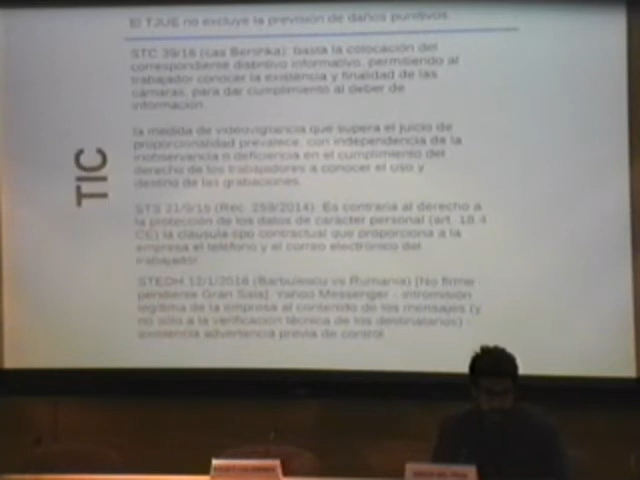 El TJUE no excluye la previsión de daños punitivos.
STC 39/16 (cas Bershka): basta la colocación del
correspondiente distintivo informativo, permitiendo al
trabajador conocer la existencia y finalidad de las
cámaras, para dar cumplimiento al deber de
información.
la medida de videovigilancia que supera el juicio de
proporcionalidad prevalece, con independencia de la
inobservancia o deficiencia en el cumplimiento del
derecho de los trabajadores a conocer el uso y
destino de las grabaciones.
TIC
STS 21/9/15 (Rec. 259/2014): Es contraria al derecho a
la protección de los datos de carácter personal (art. 18.4
CE) la cláusula tipo contractual que proporciona a la
empresa el teléfono y el correo electrónico del
trabajador
STEDH 12/1/2016 (Barbulescu vs Rumania) [No firme
pendiente Gran Sala]: Yahoo Messenger - intromisión
legítima de la empresa al contenido de los mensajes (y
no sólo a la verificación técnica de los destinatarios) -
existencia advertencia previa de control